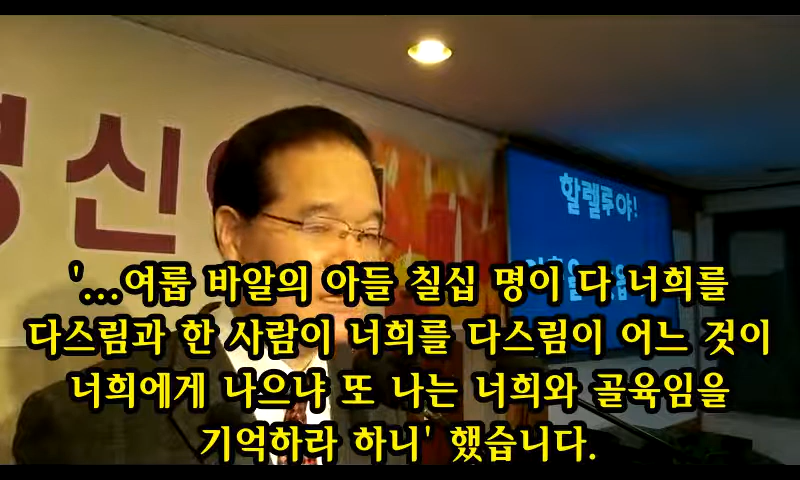 신
할렐루야!
'...여룹 바알의 아들 칠십 명이 다 너희를
다스림과 한 사람이 너희를 다스림이 어느 것이
너희에게 나으냐 또 나는 너희와 골육임을
기억하라 하니' 했습니다.